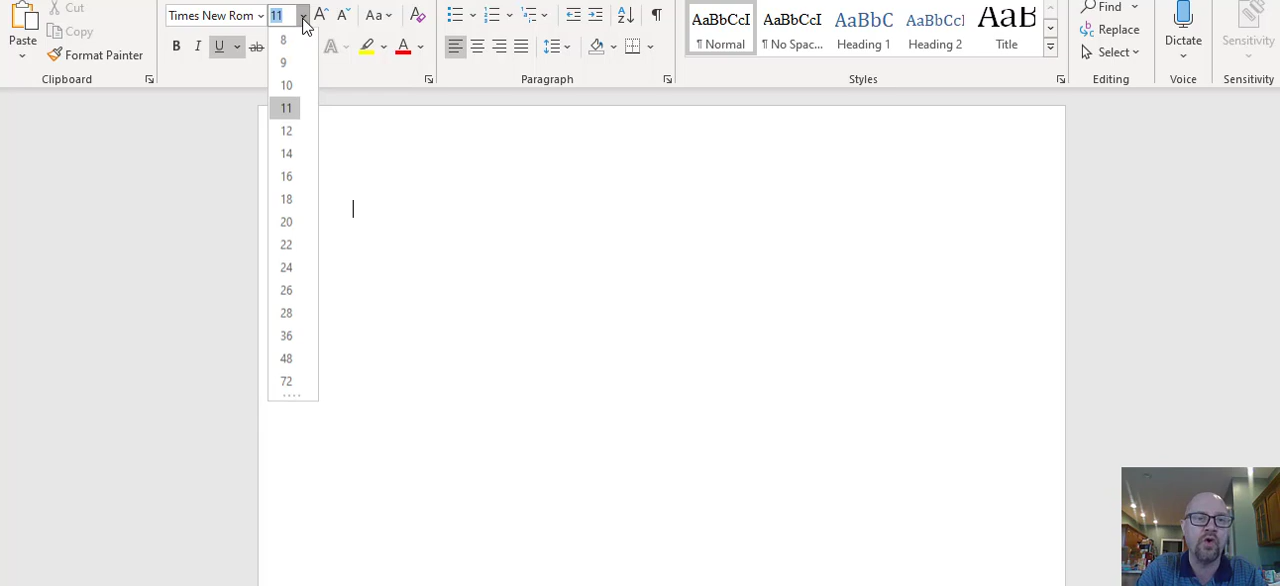 Times New Rom 11 Aa
Paste Cut
Copy
Format Painter
B I U ab A A
Clipboard
8
9
10
11
12
14
16
18
20
22
24
26
28
36
48
72
Paragraph
AaBbCcI AaBbCcI AaBbC AaBbCcI AaB
¶ Normal ¶ No Spac... Heading 1 Heading 2 Title
Styles
Find
Replace
Select
Editing
Dictate
Voice
Sensitivity
Sensitivity